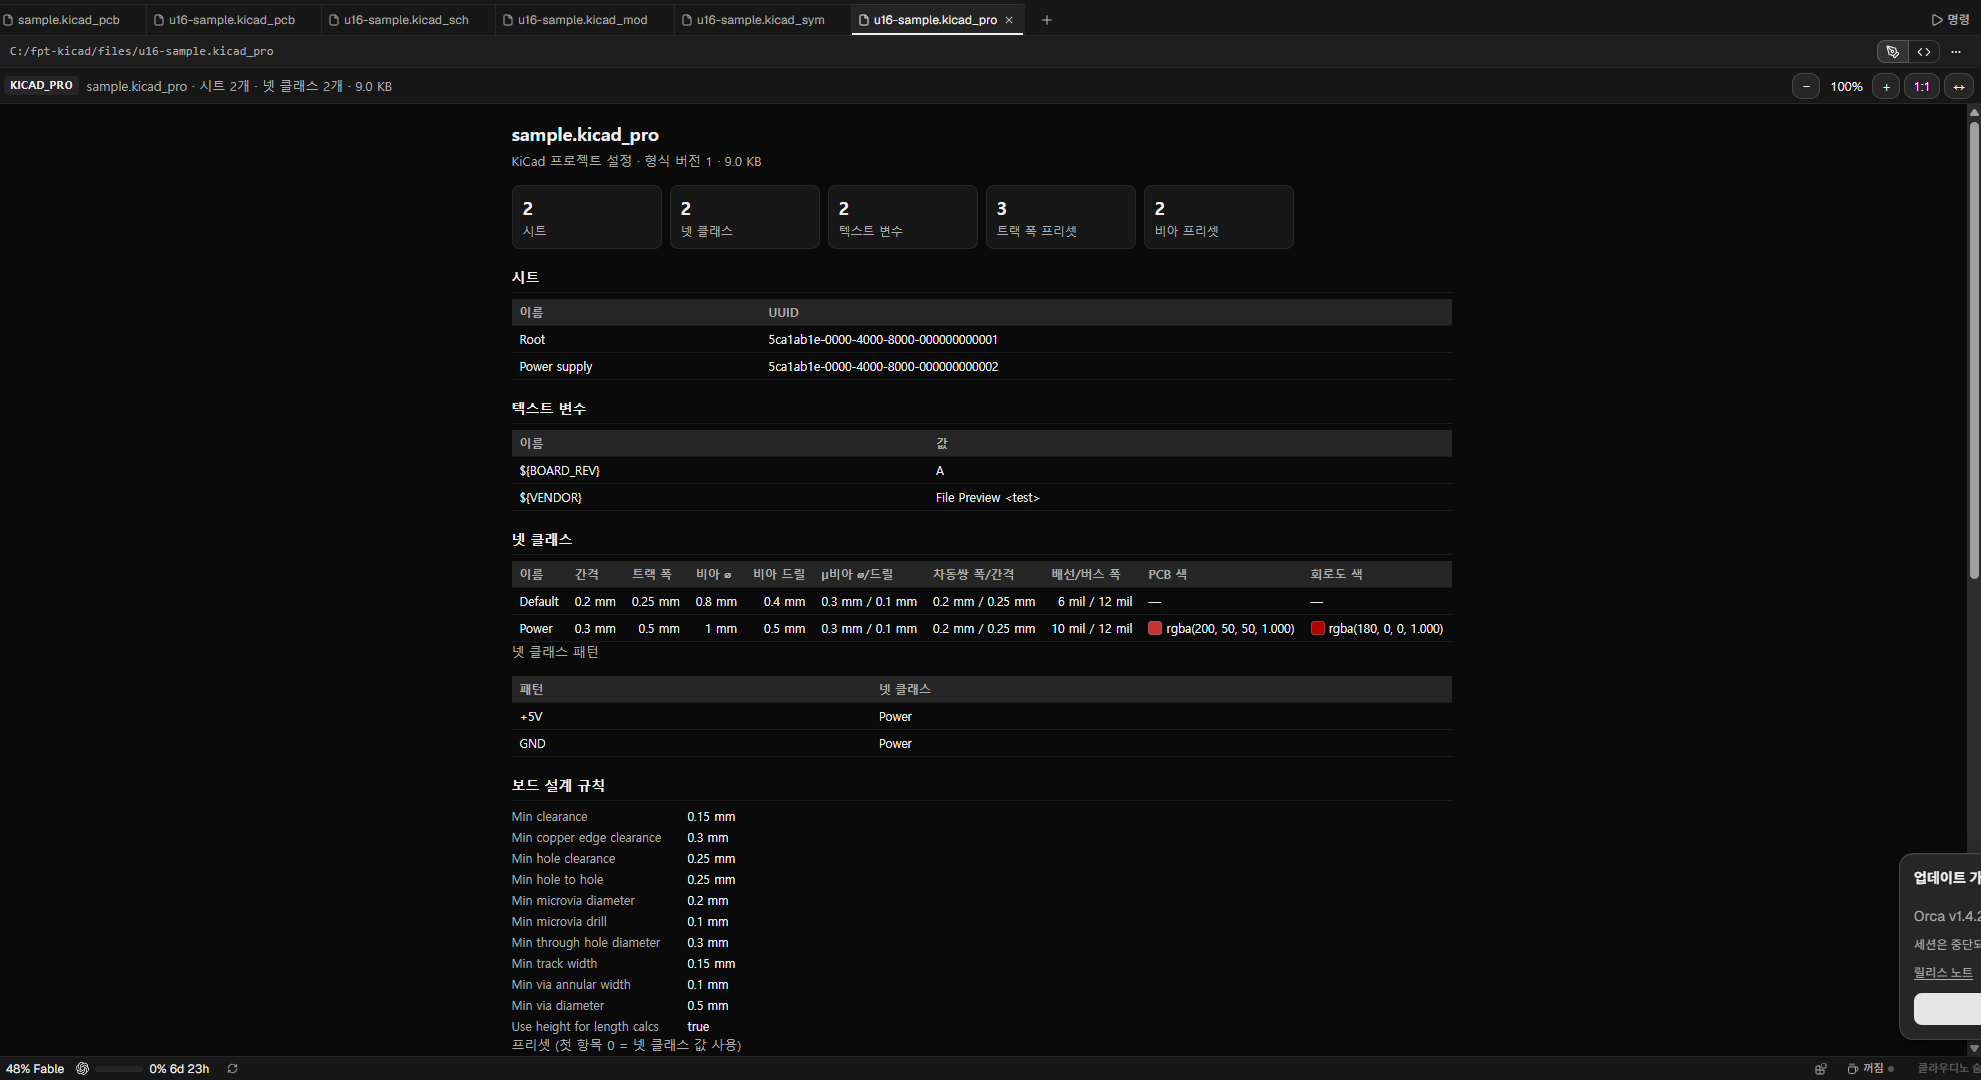 sample.kicad_pcb
u16-sample.kicad_pcb
u16-sample.kicad_sch
u16-sample.kicad_mod
u16-sample.kicad_sym
u16-sample.kicad_pro
명령
C:/fpt-kicad/files/u16-sample.kicad_pro
KICAD_PRO sample.kicad_pro · 시트 2개 · 넷 클래스 2개 · 9.0 KB
− 100% + 1:1 ↔
sample.kicad_pro
KiCad 프로젝트 설정 · 형식 버전 1 · 9.0 KB
2 2 2 3 2
시트 넷 클래스 텍스트 변수 트랙 폭 프리셋 비아 프리셋
시트
이름 UUID
Root 5ca1ab1e-0000-4000-8000-000000000001
Power supply 5ca1ab1e-0000-4000-8000-000000000002
텍스트 변수
이름 값
${BOARD_REV} A
${VENDOR} File Preview <test>
넷 클래스
이름 간격 트랙 폭 비아 ⌀ 비아 드릴 µ비아 ⌀/드릴 차동쌍 폭/간격 배선/버스 폭 PCB 색 회로도 색
Default 0.2 mm 0.25 mm 0.8 mm 0.4 mm 0.3 mm / 0.1 mm 0.2 mm / 0.25 mm 6 mil / 12 mil — —
Power 0.3 mm 0.5 mm 1 mm 0.5 mm 0.3 mm / 0.1 mm 0.2 mm / 0.25 mm 10 mil / 12 mil rgba(200, 50, 50, 1.000) rgba(180, 0, 0, 1.000)
넷 클래스 패턴
패턴 넷 클래스
+5V Power
GND Power
보드 설계 규칙
Min clearance 0.15 mm
Min copper edge clearance 0.3 mm
Min hole clearance 0.25 mm
Min hole to hole 0.25 mm
Min microvia diameter 0.2 mm
Min microvia drill 0.1 mm
Min through hole diameter 0.3 mm
Min track width 0.15 mm
Min via annular width 0.1 mm
Min via diameter 0.5 mm
Use height for length calcs true
프리셋 (첫 항목 0 = 넷 클래스 값 사용)
업데이트
Orca v1.4.2
세션은
릴리스 노트
48% Fable 0% 6d 23h
꺼짐
클라우디노